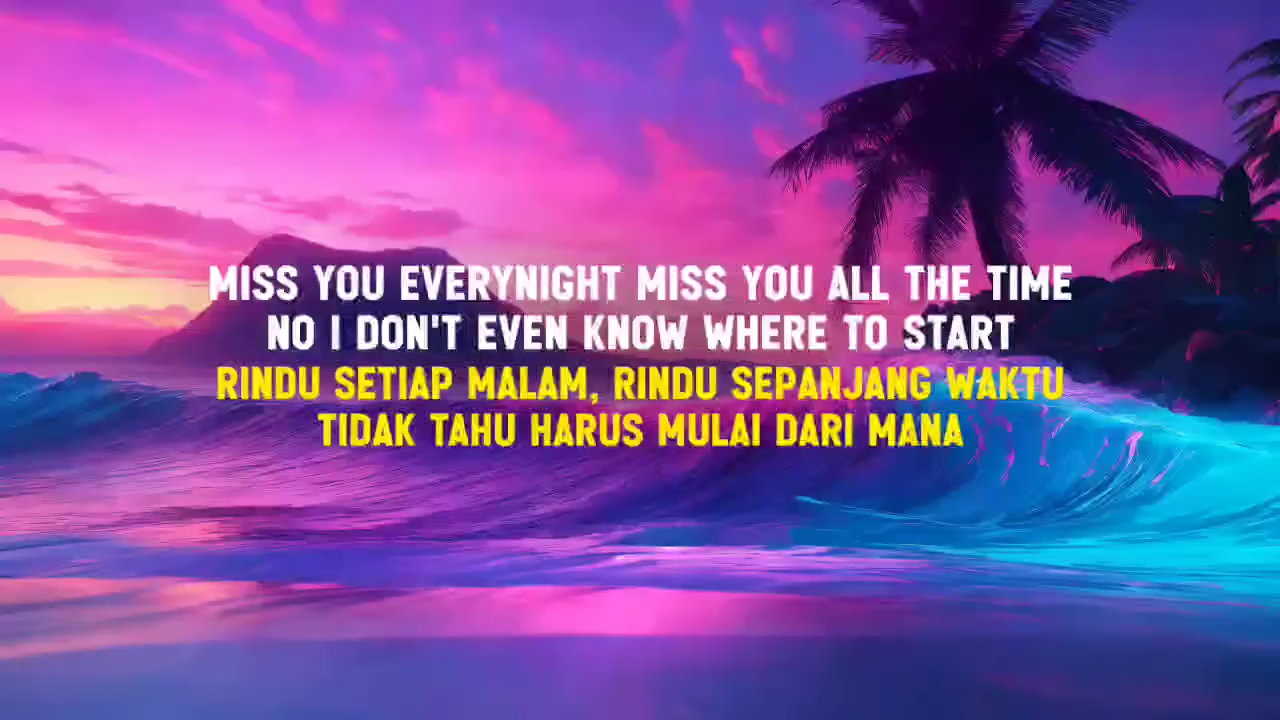 MISS YOU EVERYNIGHT MISS YOU ALL THE TIME
NO I DON'T EVEN KNOW WHERE TO START
RINDU SETIAP MALAM, RINDU SEPANJANG WAKTU
TIDAK TAHU HARUS MULAI DARI MANA